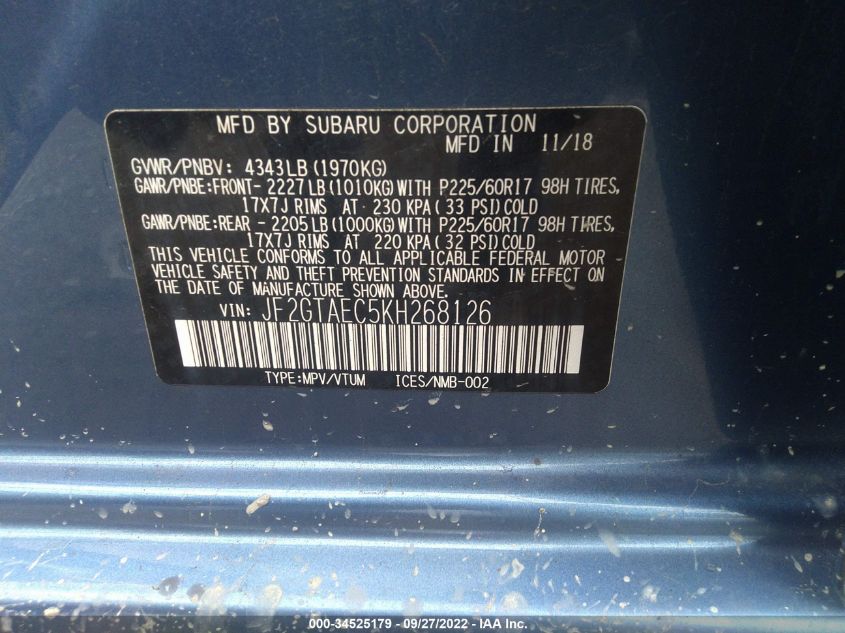 MFD BY SUBARU CORPORATION
MFD IN 11/18
GVWR/PNBV: 4343LB (1970KG)
GAWR/PNBE:FRONT- 2227 LB (1010KG) WITH P225/60R17 98H TIRES,
17X7J RIMS AT 230 KPA ( 33 PSI) COLD
GAWR/PNBE:REAR - 2205 LB (1000KG) WITH P225/60R17 98H TIRES,
17X7J RIMS AT 220 KPA ( 32 PSI) COLD
THIS VEHICLE CONFORMS TO ALL APPLICABLE FEDERAL MOTOR
VEHICLE SAFETY AND THEFT PREVENTION STANDARDS IN EFFECT ON
THE DATE OF MANUFACTURE SHOWN ABOVE.
VIN: JF2GTAEC5KH268126
TYPE:MPV/VTUM ICES/NMB-002
000-34525179 - 09/27/2022 - IAA Inc.